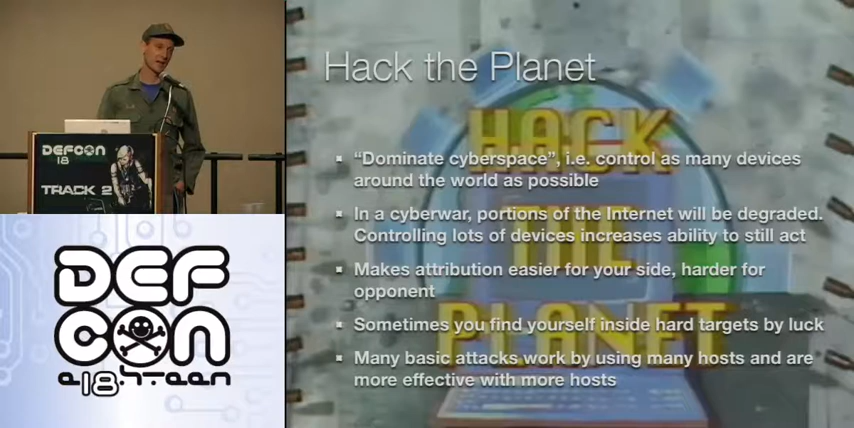 DEFCON
18
TRACK 2
DEF
CON
Hack the Planet
HACK
THE
PLANET
▪ “Dominate cyberspace”, i.e. control as many devices
around the world as possible
▪ In a cyberwar, portions of the Internet will be degraded.
Controlling lots of devices increases ability to still act
▪ Makes attribution easier for your side, harder for
opponent
▪ Sometimes you find yourself inside hard targets by luck
▪ Many basic attacks work by using many hosts and are
more effective with more hosts